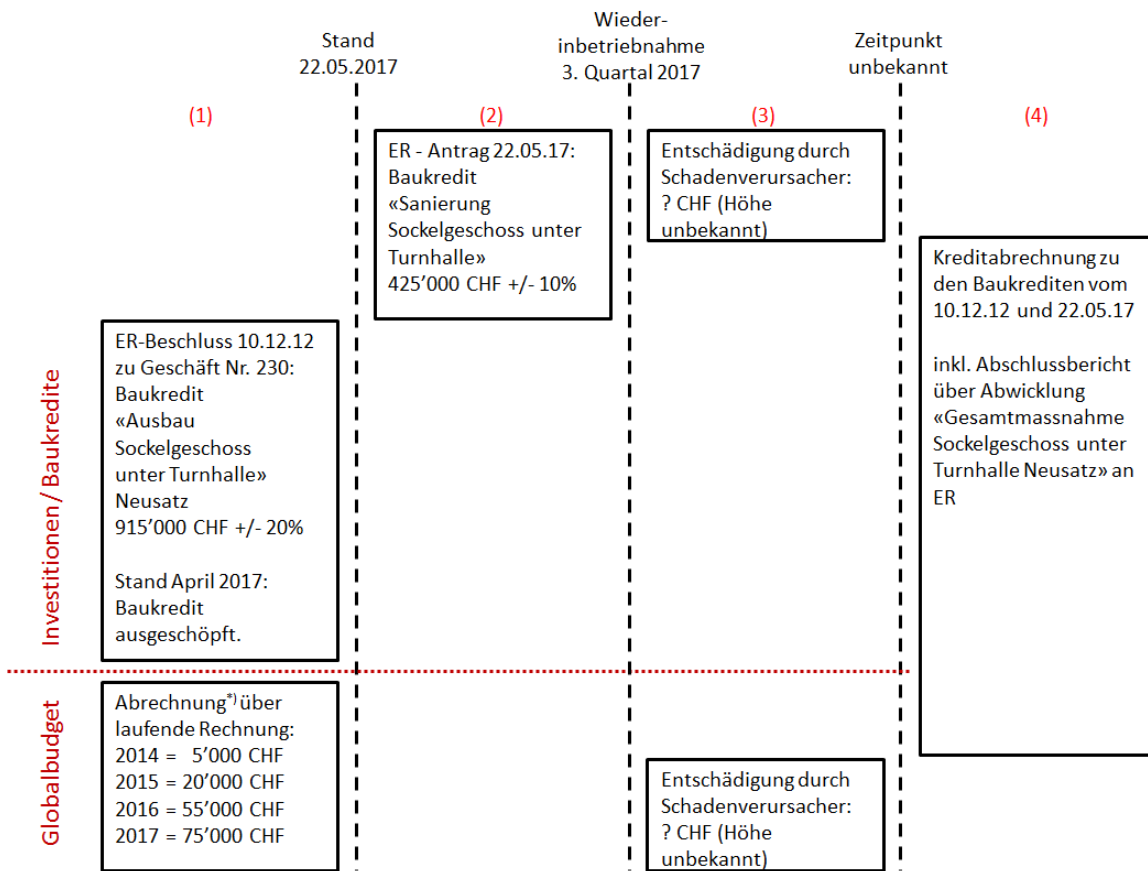 Stand
22.05.2017
Wieder-
inbetriebnahme
3. Quartal 2017
Zeitpunkt
unbekannt
(1)
(2)
(3)
(4)
Investitionen / Baukredite
ER-Beschluss 10.12.12
zu Geschäft Nr. 230:
Baukredit
«Ausbau
Sockelgeschoss
unter Turnhalle»
Neusatz
915’000 CHF +/- 20%
Stand April 2017:
Baukredit
ausgeschöpft.
ER - Antrag 22.05.17:
Baukredit
«Sanierung
Sockelgeschoss unter
Turnhalle»
425’000 CHF +/- 10%
Entschädigung durch
Schadenverursacher:
? CHF (Höhe
unbekannt)
Kreditabrechnung zu
den Baukrediten vom
10.12.12 und 22.05.17
inkl. Abschlussbericht
über Abwicklung
«Gesamtmassnahme
Sockelgeschoss unter
Turnhalle Neusatz» an
ER
Globalbudget
Abrechnung*) über
laufende Rechnung:
2014 = 5’000 CHF
2015 = 20’000 CHF
2016 = 55’000 CHF
2017 = 75’000 CHF
Entschädigung durch
Schadenverursacher:
? CHF (Höhe
unbekannt)